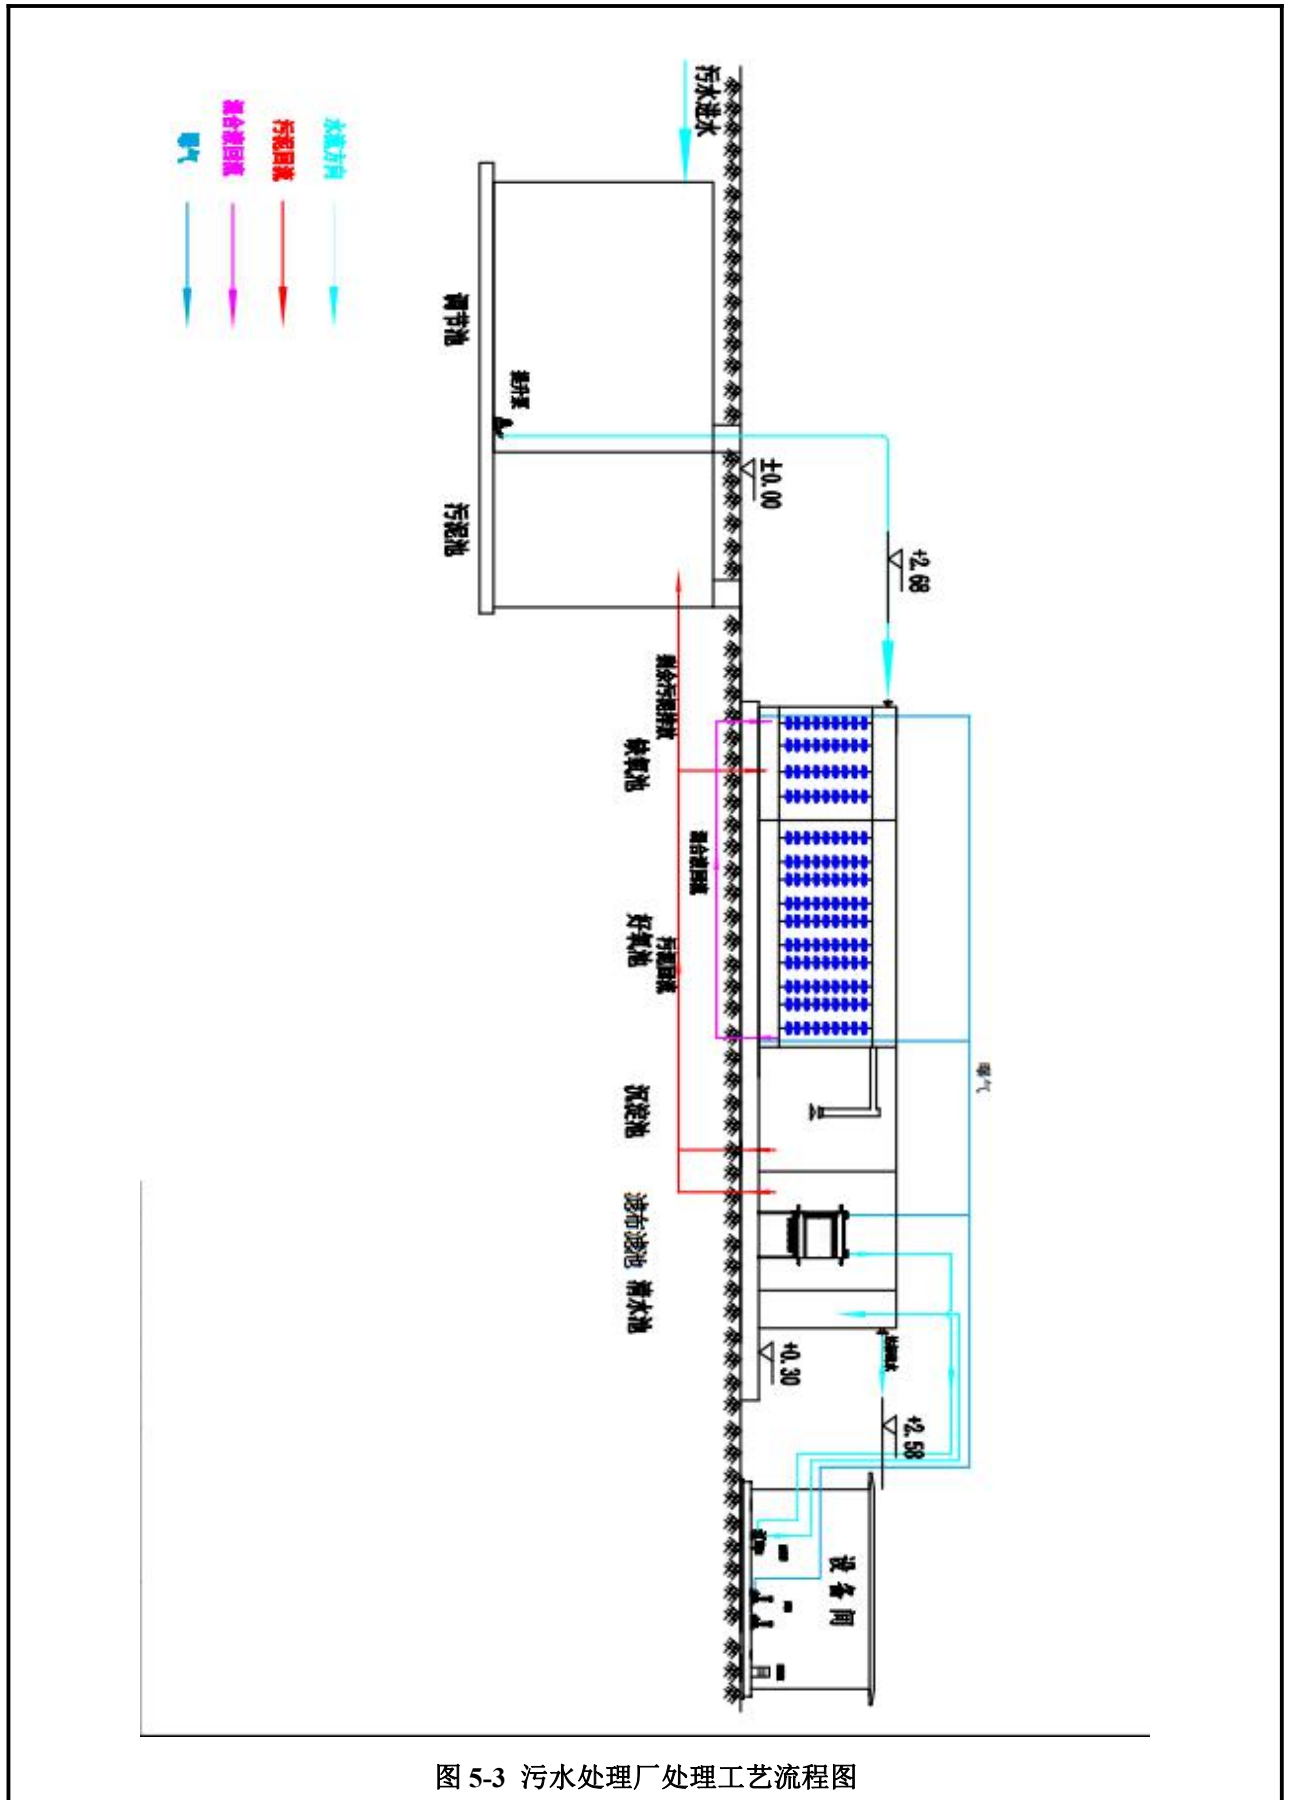 污水进水
水流方向
污泥回流
混合液回流
曝气
调节池
提升泵
污泥池
±0.00
+2.68
剩余污泥排放
缺氧池
混合液回流
好氧池
污泥回流
曝气
沉淀池
滤布滤池
清水池
+0.30
+2.58
设备间
图 5-3 污水处理厂处理工艺流程图